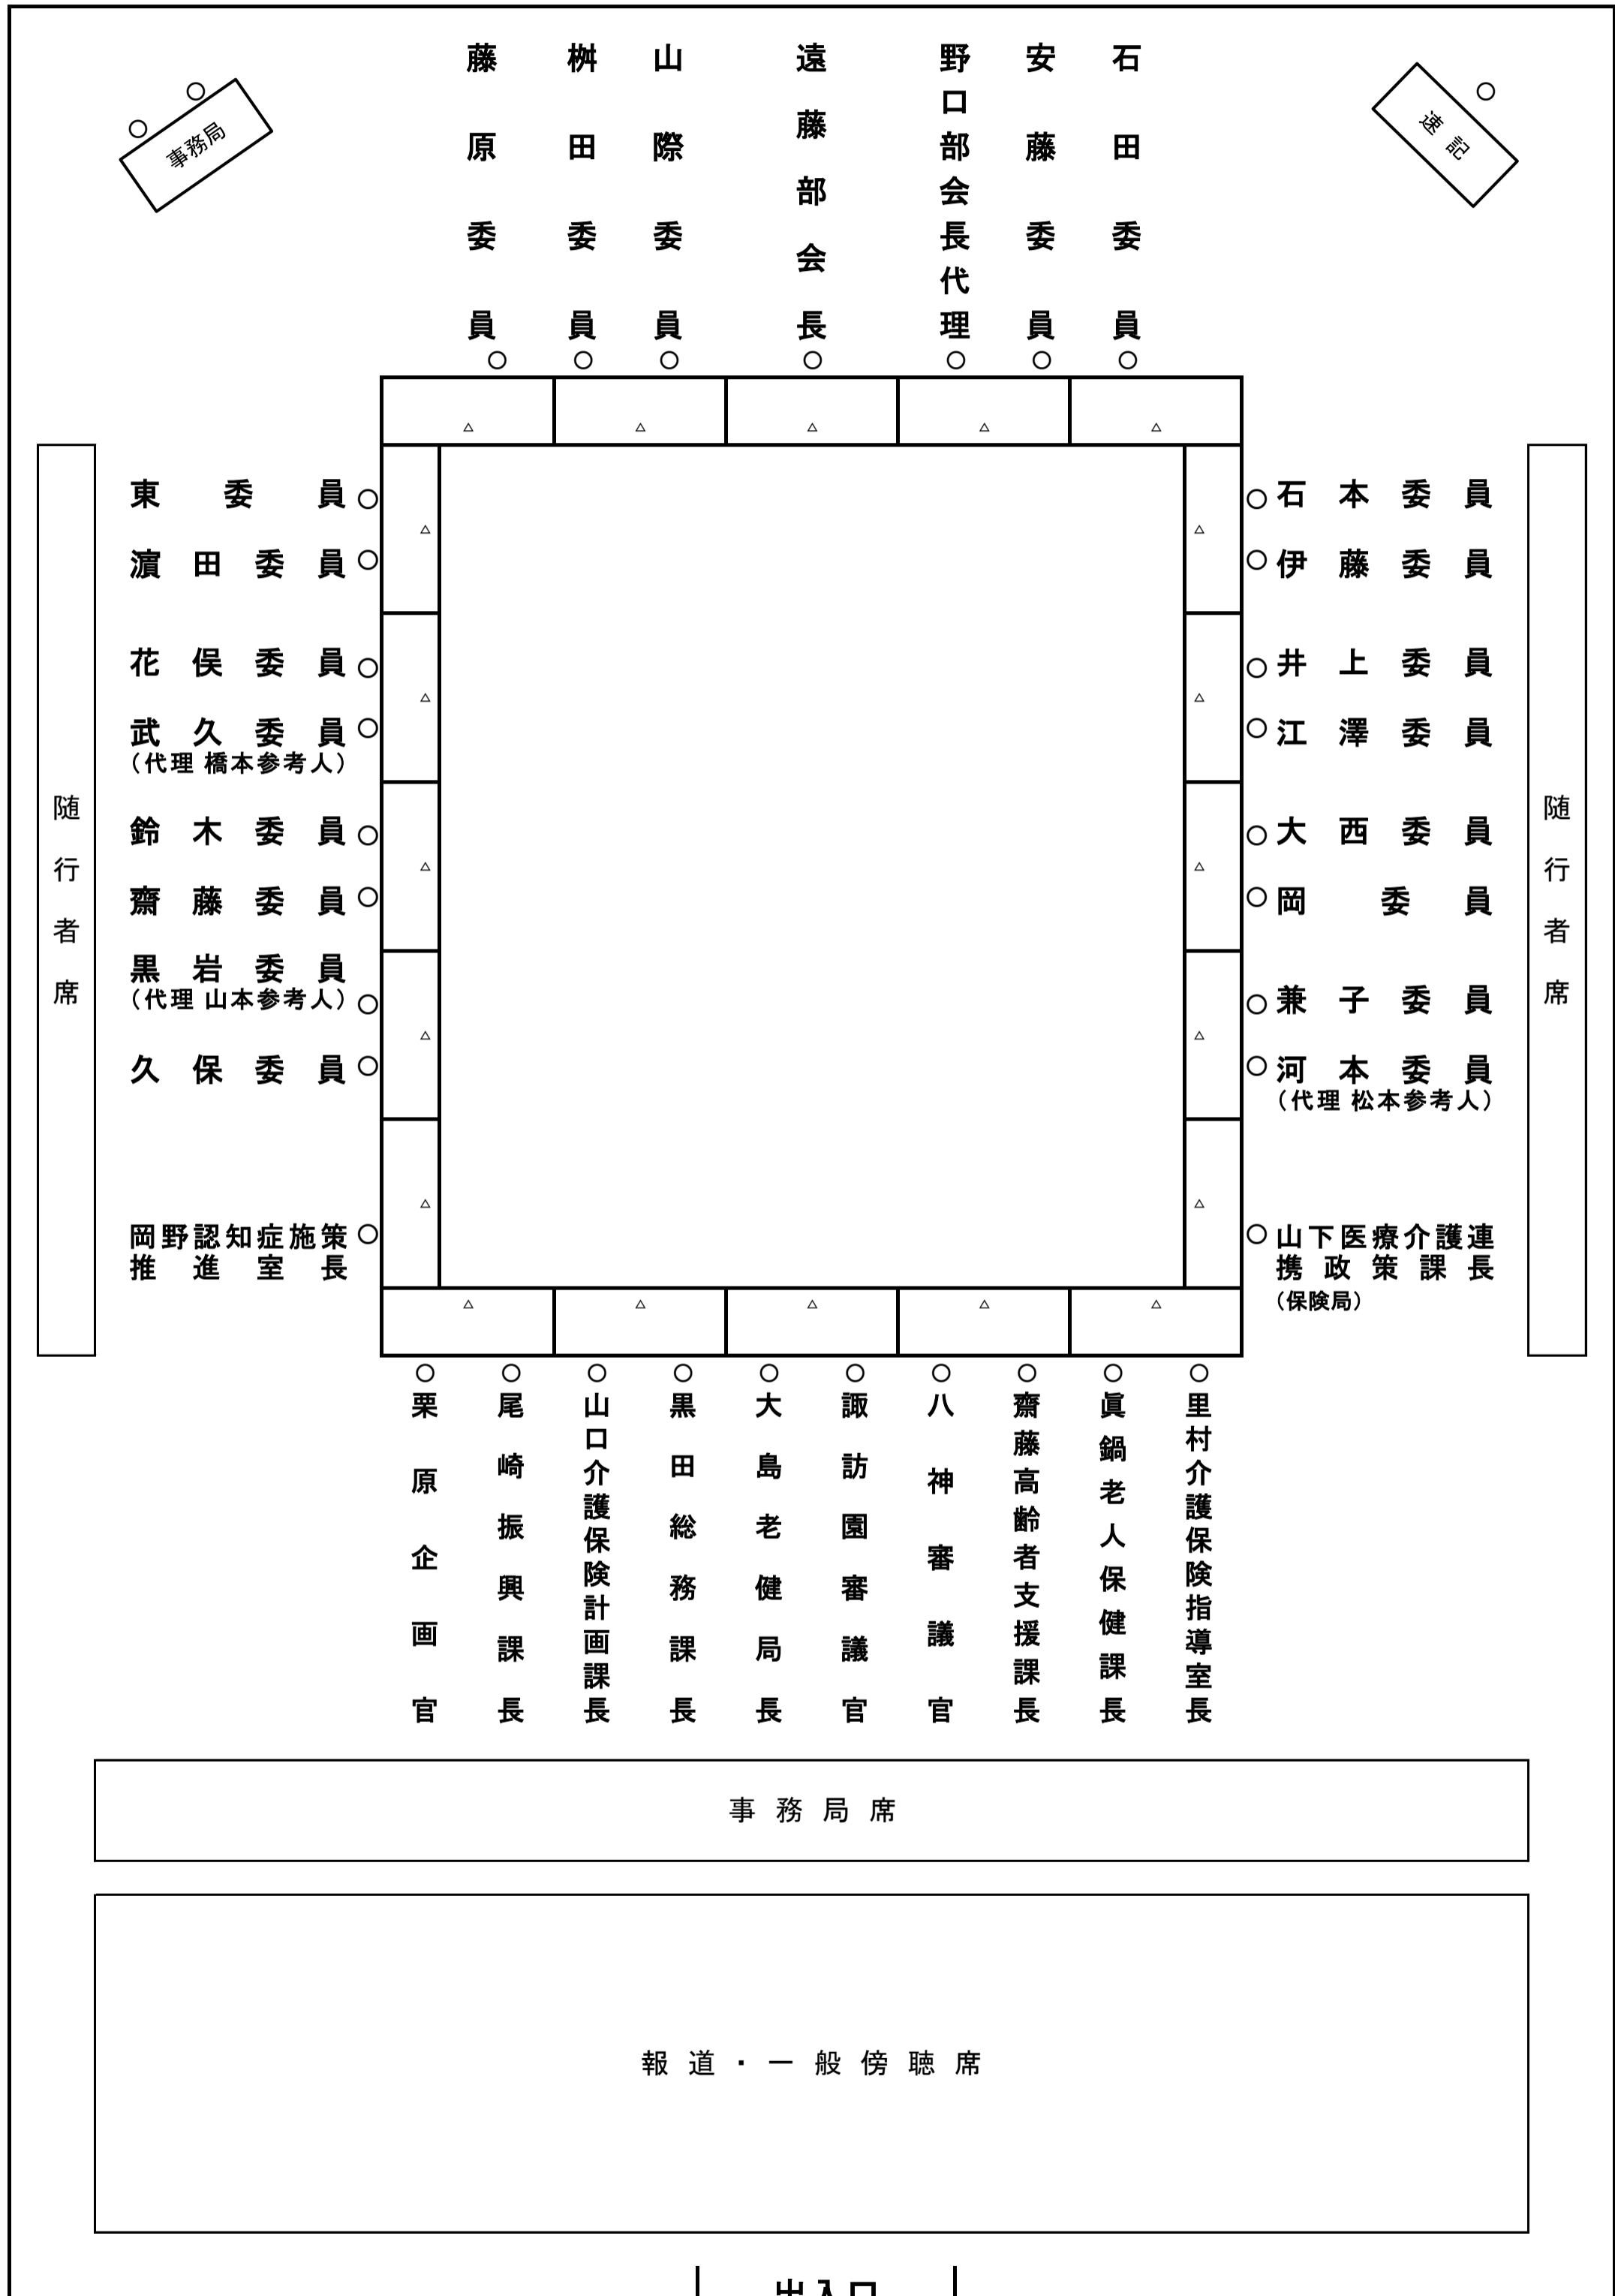 事務局
速記
藤原委員
桝田委員
山際委員
遠藤部会長
野口部会長代理
安藤委員
石田委員
東委員
濵田委員
花俣委員
武久委員
（代理 橋本参考人）
鈴木委員
齋藤委員
黒岩委員
（代理 山本参考人）
久保委員
岡野認知症施策
推進室長
石本委員
伊藤委員
井上委員
江澤委員
大西委員
岡委員
兼子委員
河本委員
（代理 松本参考人）
山下医療介護連
携政策課長
（保険局）
随行者席
随行者席
栗原企画官
尾崎振興課長
山口介護保険計画課長
黒田総務課長
大島老健局長
諏訪園審議官
八神審議官
齋藤高齢者支援課長
眞鍋老人保健課長
里村介護保険指導室長
事務局席
報道・一般傍聴席
出入口